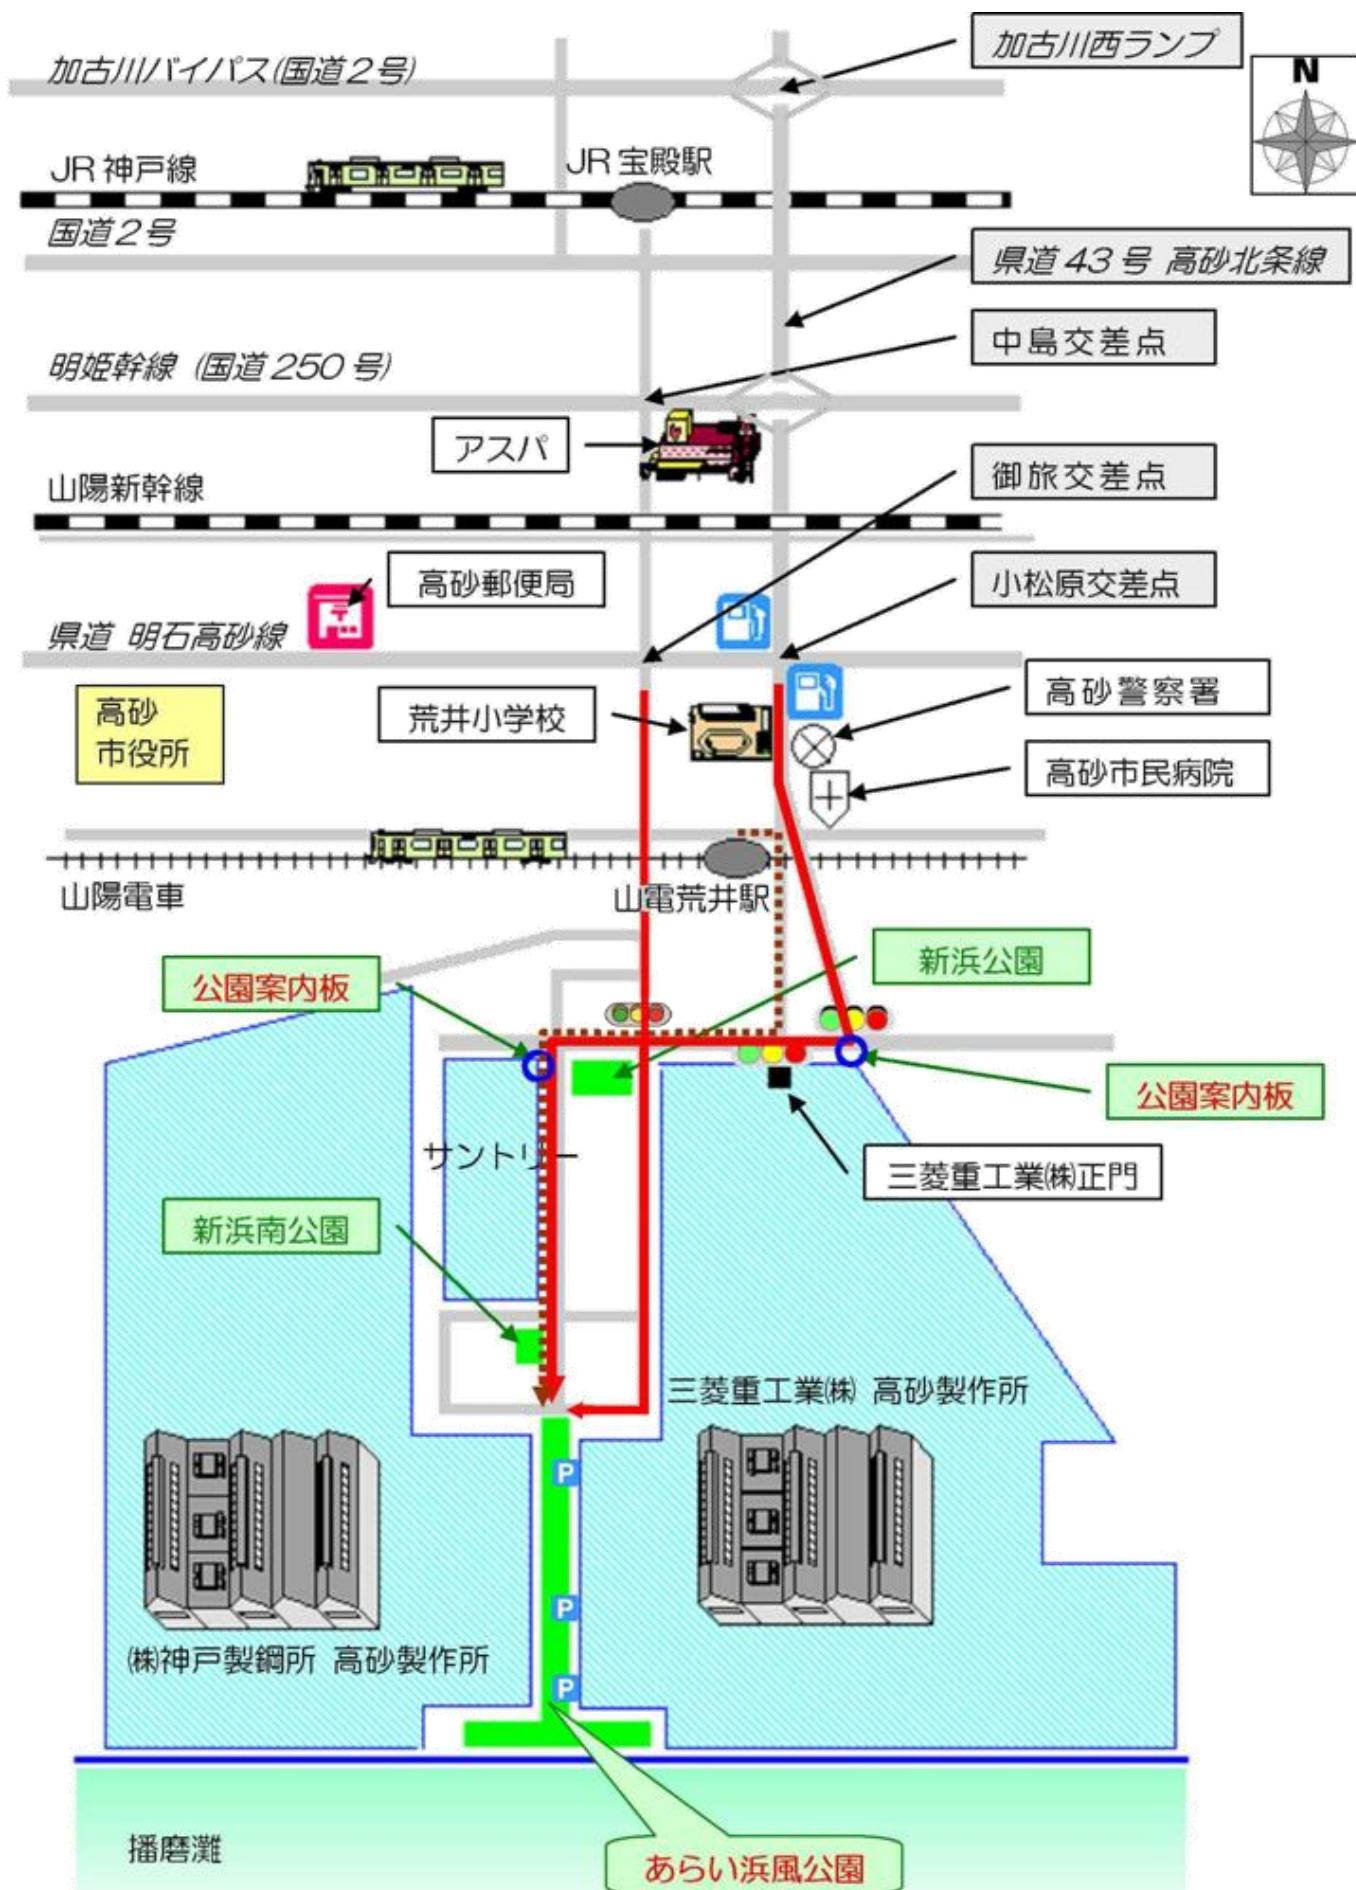 加古川バイパス(国道2号)
加古川西ランプ
N
JR 神戸線
JR 宝殿駅
国道2号
県道 43 号 高砂北条線
中島交差点
明姫幹線 (国道 250 号)
アスパ
御旅交差点
山陽新幹線
高砂郵便局
小松原交差点
県道 明石高砂線
高砂
市役所
荒井小学校
高砂警察署
高砂市民病院
山陽電車
山電荒井駅
公園案内板
新浜公園
公園案内板
サントリー
三菱重工業㈱正門
新浜南公園
三菱重工業㈱ 高砂製作所
P
P
㈱神戸製鋼所 高砂製作所
P
播磨灘
あらい浜風公園